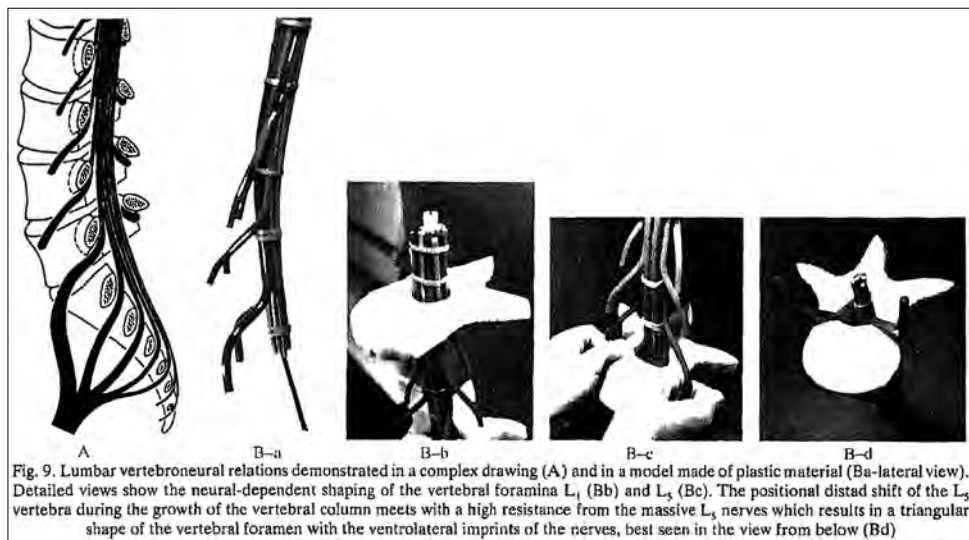 A B-a B-b B-c B-d
Fig. 9. Lumbar vertebroneural relations demonstrated in a complex drawing (A) and in a model made of plastic material (Ba-lateral view).
Detailed views show the neural-dependent shaping of the vertebral foramina L₁ (Bb) and L₅ (Bc). The positional distad shift of the L₅
vertebra during the growth of the vertebral column meets with a high resistance from the massive L₅ nerves which results in a triangular
shape of the vertebral foramen with the ventrolateral imprints of the nerves, best seen in the view from below (Bd)